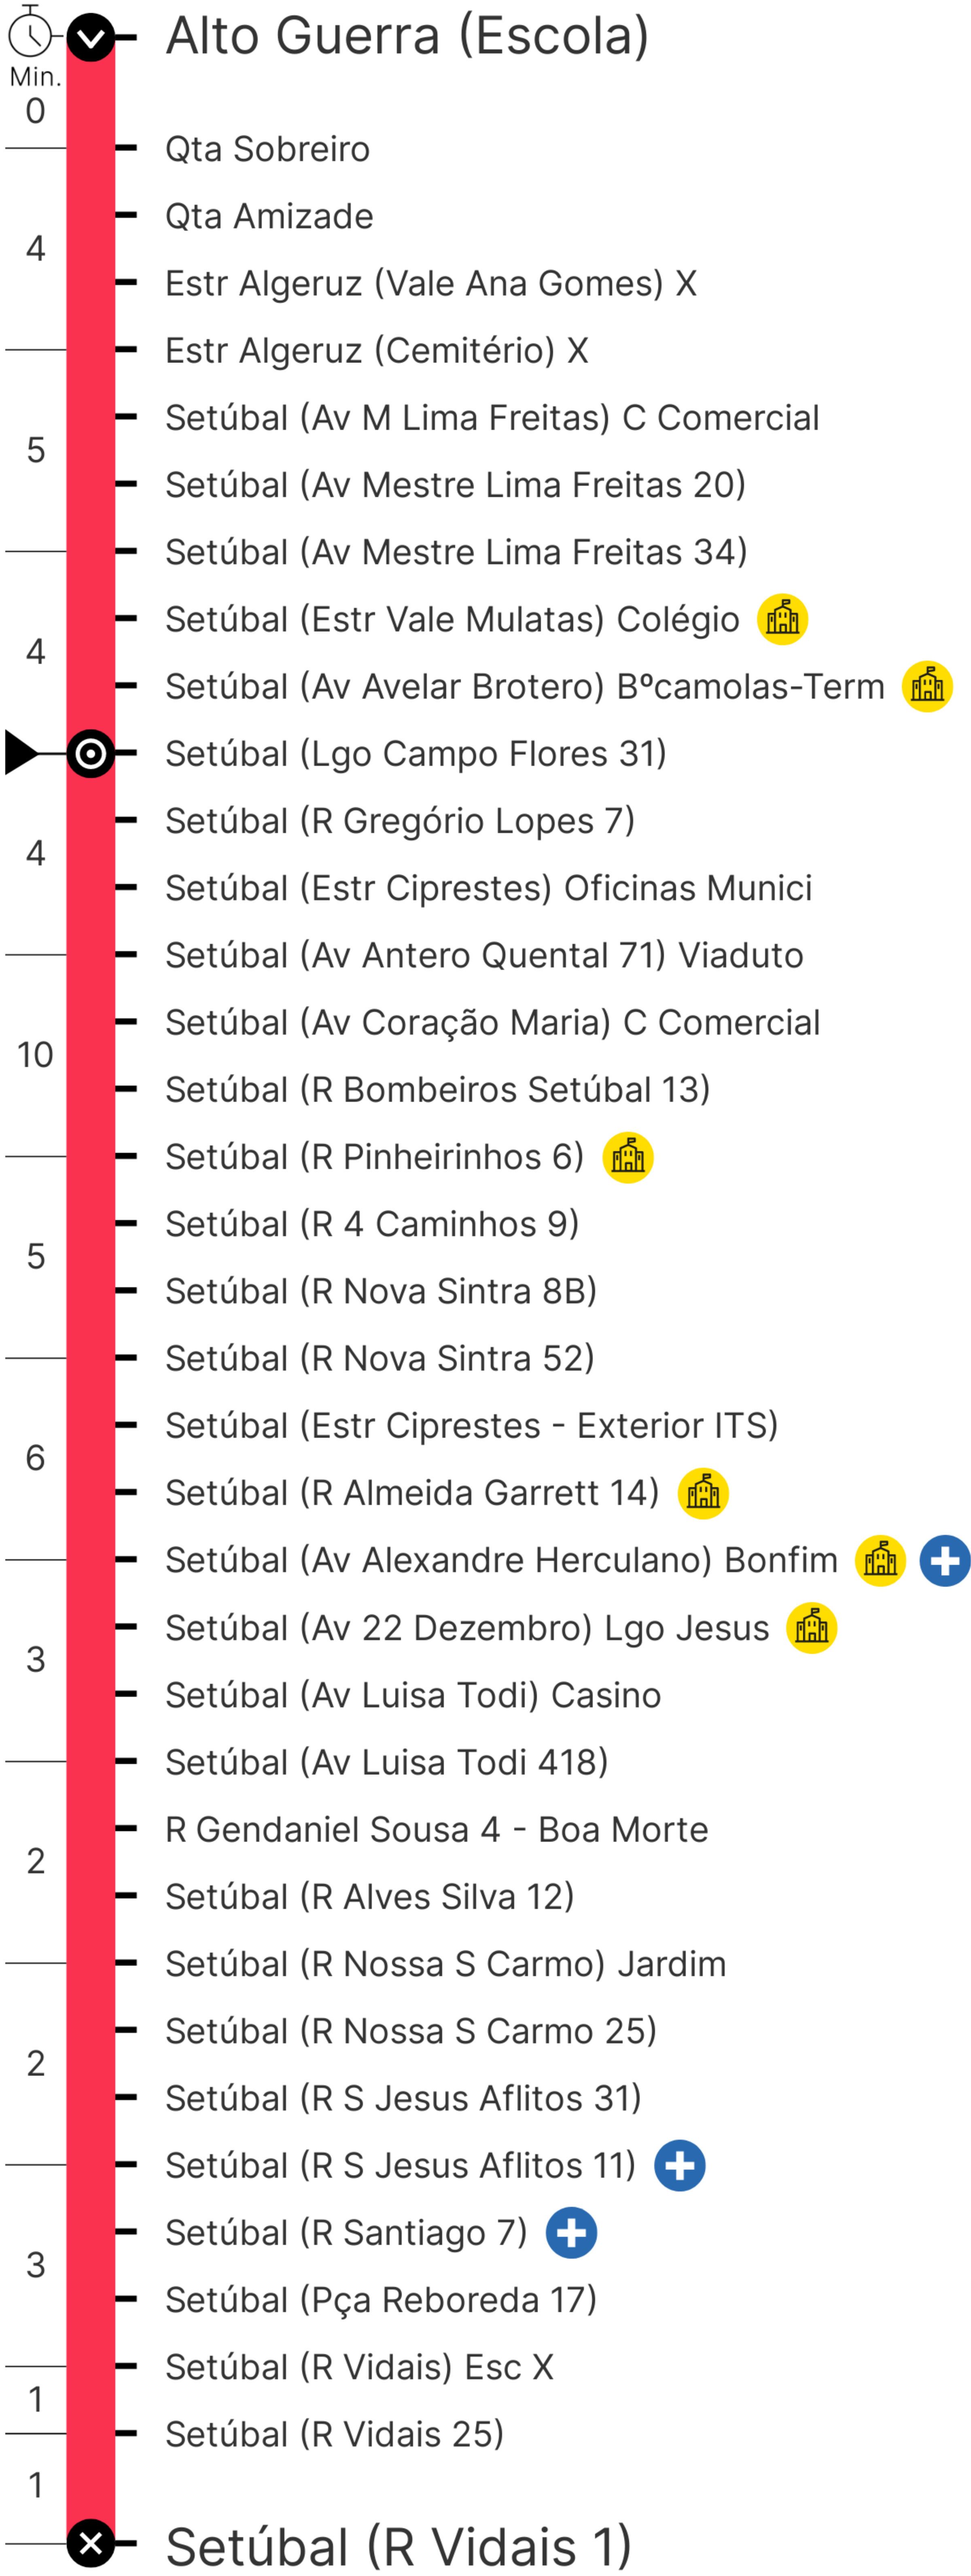 Alto Guerra (Escola)
Min.
0
Qta Sobreiro
Qta Amizade
4
Estr Algeruz (Vale Ana Gomes) X
Estr Algeruz (Cemitério) X
Setúbal (Av M Lima Freitas) C Comercial
5
Setúbal (Av Mestre Lima Freitas 20)
Setúbal (Av Mestre Lima Freitas 34)
Setúbal (Estr Vale Mulatas) Colégio
4
Setúbal (Av Avelar Brotero) Bºcamolas-Term
Setúbal (Lgo Campo Flores 31)
Setúbal (R Gregório Lopes 7)
4
Setúbal (Estr Ciprestes) Oficinas Munici
Setúbal (Av Antero Quental 71) Viaduto
Setúbal (Av Coração Maria) C Comercial
10
Setúbal (R Bombeiros Setúbal 13)
Setúbal (R Pinheirinhos 6)
Setúbal (R 4 Caminhos 9)
5
Setúbal (R Nova Sintra 8B)
Setúbal (R Nova Sintra 52)
Setúbal (Estr Ciprestes - Exterior ITS)
6
Setúbal (R Almeida Garrett 14)
Setúbal (Av Alexandre Herculano) Bonfim
Setúbal (Av 22 Dezembro) Lgo Jesus
3
Setúbal (Av Luisa Todi) Casino
Setúbal (Av Luisa Todi 418)
R Gendaniel Sousa 4 - Boa Morte
2
Setúbal (R Alves Silva 12)
Setúbal (R Nossa S Carmo) Jardim
Setúbal (R Nossa S Carmo 25)
2
Setúbal (R S Jesus Aflitos 31)
Setúbal (R S Jesus Aflitos 11)
Setúbal (R Santiago 7)
3
Setúbal (Pça Reboreda 17)
Setúbal (R Vidais) Esc X
1
Setúbal (R Vidais 25)
1
Setúbal (R Vidais 1)